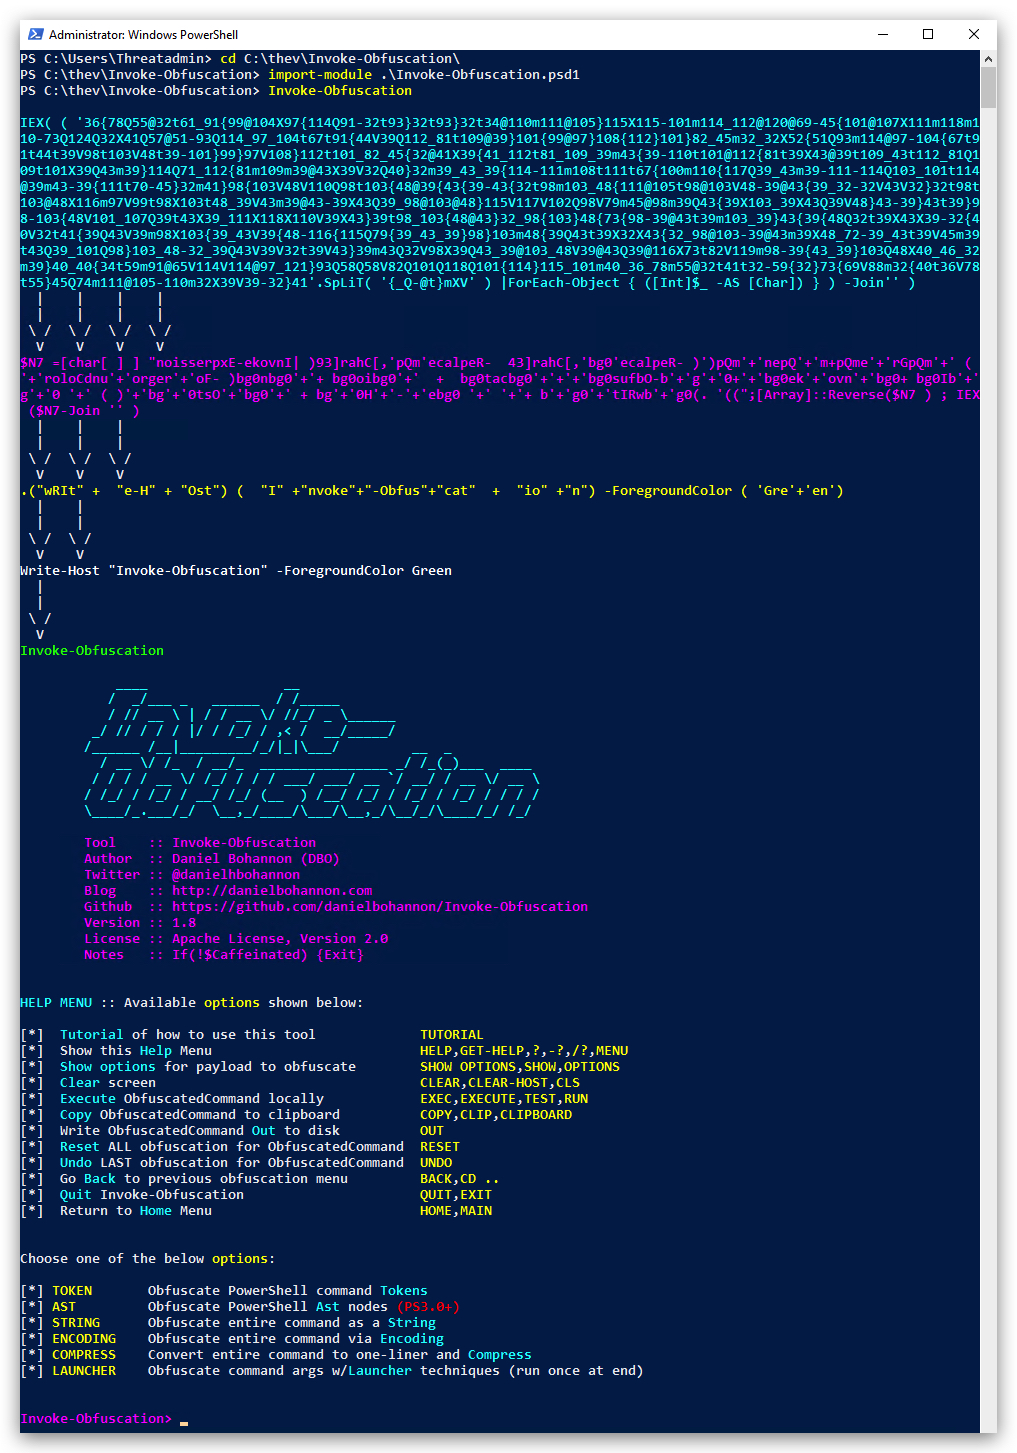 Administrator: Windows PowerShell
PS C:\Users\Threatadmin> cd C:\thev\Invoke-Obfuscation\
PS C:\thev\Invoke-Obfuscation> import-module .\Invoke-Obfuscation.psd1
PS C:\thev\Invoke-Obfuscation> Invoke-Obfuscation
IEX( ( '36{78Q55@32t61_91{99@104X97{114Q91-32t93}32t93}32t34@110m111@105}115X115-101m114_112@120@69-45{101@107X111m118m1
10-73Q124Q32X41Q57@51-93Q114_97_104t67t91{44V39Q112_81t109@39}101{99@97}108{112}101}82_45m32_32X52{51Q93m114@97-104{67t9
1t44t39V98t103V48t39-101}99}97V108}112t101_82_45{32@41X39{41_112t81_109_39m43{39-110t101@112{81t39X43@39t109_43t112_81Q1
09t101X39Q43m39}114Q71_112{81m109m39@43X39V32Q40}32m39_43_39{114-111m108t111t67{100m110{117Q39_43m39-111-114Q103_101t114
@39m43-39{111t70-45}32m41}98{103V48V110Q98t103{48@39{43{39-43{32t98m103_48{111@105t98@103V48-39@43{39_32-32V43V32}32t98t
103@48X116m97V99t98X103t48_39V43m39@43-39X43Q39_98@103@48}115V117V102Q98V79m45@98m39Q43{39X103_39X43Q39V48}43-39}43t39}9
8-103{48V101_107Q39t43X39_111X118X110V39X43}39t98_103{48@43}32_98{103}48{73{98-39@43t39m103_39}43{39{48Q32t39X43X39-32{4
0V32t41{39Q43V39m98X103{39_43V39{48-116{115Q79{39_43_39}98}103m48{39Q43t39X32X43{32_98@103-39@43m39X48_72-39_43t39V45m39
t43Q39_101Q98}103_48-32_39Q43V39V32t39V43}39m43Q32V98X39Q43_39@103_48V39@43Q39@116X73t82V119m98-39{43_39}103Q48X40_46_32
m39}40_40{34t59m91@65V114V114@97_121}93Q58Q58V82Q101Q118Q101{114}115_101m40_36_78m55@32t41t32-59{32}73{69V88m32{40t36V78
t55}45Q74m111@105-110m32X39V39-32}41'.SpLiT( '{_Q-@t}mXV' ) |ForEach-Object { ([Int]$_ -AS [Char]) } ) -Join'' )
$N7 =[char[ ] ] "noisserpxE-ekovnI| )93]rahC[,'pQm'ecalpeR-  43]rahC[,'bg0'ecalpeR- )')pQm'+'nepQ'+'m+pQme'+'rGpQm'+' (
'+'roloCdnu'+'orger'+'oF- )bg0nbg0'+'+ bg0oibg0'+'  +  bg0tacbg0'+'+'+'bg0sufbO-b'+'g'+'0+'+'bg0ek'+'ovn'+'bg0+ bg0Ib'+'
g'+'0 '+' ( )'+'bg'+'0tsO'+'bg0'+' + bg'+'0H'+'-'+'ebg0 '+' '+'+ b'+'g0'+'tIRwb'+'g0(. '((";[Array]::Reverse($N7 ) ; IEX
($N7-Join '' )
.("wRIt" +  "e-H" + "Ost") (  "I" +"nvoke"+"-Obfus"+"cat"  +  "io" +"n") -ForegroundColor ( 'Gre'+'en')
Write-Host "Invoke-Obfuscation" -ForegroundColor Green
Invoke-Obfuscation
Invoke-
Obfuscation
Tool    :: Invoke-Obfuscation
Author  :: Daniel Bohannon (DBO)
Twitter :: @danielhbohannon
Blog    :: http://danielbohannon.com
Github  :: https://github.com/danielbohannon/Invoke-Obfuscation
Version :: 1.8
License :: Apache License, Version 2.0
Notes   :: If(!$Caffeinated) {Exit}
HELP MENU :: Available options shown below:
[*]  Tutorial of how to use this tool             TUTORIAL
[*]  Show this Help Menu                          HELP,GET-HELP,?,-?,/?,MENU
[*]  Show options for payload to obfuscate        SHOW OPTIONS,SHOW,OPTIONS
[*]  Clear screen                                 CLEAR,CLEAR-HOST,CLS
[*]  Execute ObfuscatedCommand locally            EXEC,EXECUTE,TEST,RUN
[*]  Copy ObfuscatedCommand to clipboard          COPY,CLIP,CLIPBOARD
[*]  Write ObfuscatedCommand Out to disk          OUT
[*]  Reset ALL obfuscation for ObfuscatedCommand  RESET
[*]  Undo LAST obfuscation for ObfuscatedCommand  UNDO
[*]  Go Back to previous obfuscation menu         BACK,CD ..
[*]  Quit Invoke-Obfuscation                      QUIT,EXIT
[*]  Return to Home Menu                          HOME,MAIN
Choose one of the below options:
[*] TOKEN       Obfuscate PowerShell command Tokens
[*] AST         Obfuscate PowerShell Ast nodes (PS3.0+)
[*] STRING      Obfuscate entire command as a String
[*] ENCODING    Obfuscate entire command via Encoding
[*] COMPRESS    Convert entire command to one-liner and Compress
[*] LAUNCHER    Obfuscate command args w/Launcher techniques (run once at end)
Invoke-Obfuscation> _